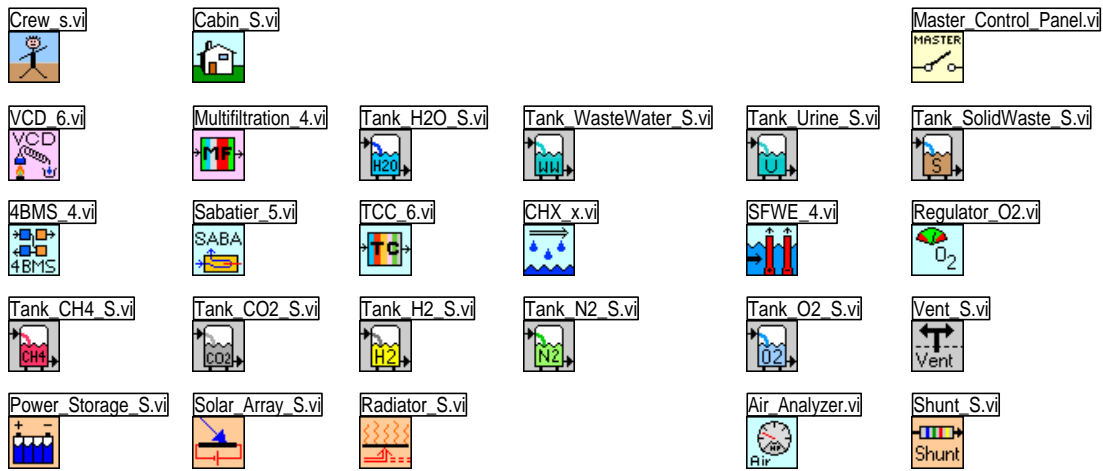 Crew_s.vi Cabin_S.vi Master_Control_Panel.vi
MASTER
VCD_6.vi Multifiltration_4.vi Tank_H2O_S.vi Tank_WasteWater_S.vi Tank_Urine_S.vi Tank_SolidWaste_S.vi
VCD MF H2O WW U S
4BMS_4.vi Sabatier_5.vi TCC_6.vi CHX_x.vi SFWE_4.vi Regulator_O2.vi
4BMS SABA TC O2
Tank_CH4_S.vi Tank_CO2_S.vi Tank_H2_S.vi Tank_N2_S.vi Tank_O2_S.vi Vent_S.vi
CH4 CO2 H2 N2 O2 Vent
Power_Storage_S.vi Solar_Array_S.vi Radiator_S.vi Air_Analyzer.vi Shunt_S.vi
+ - Air Shunt